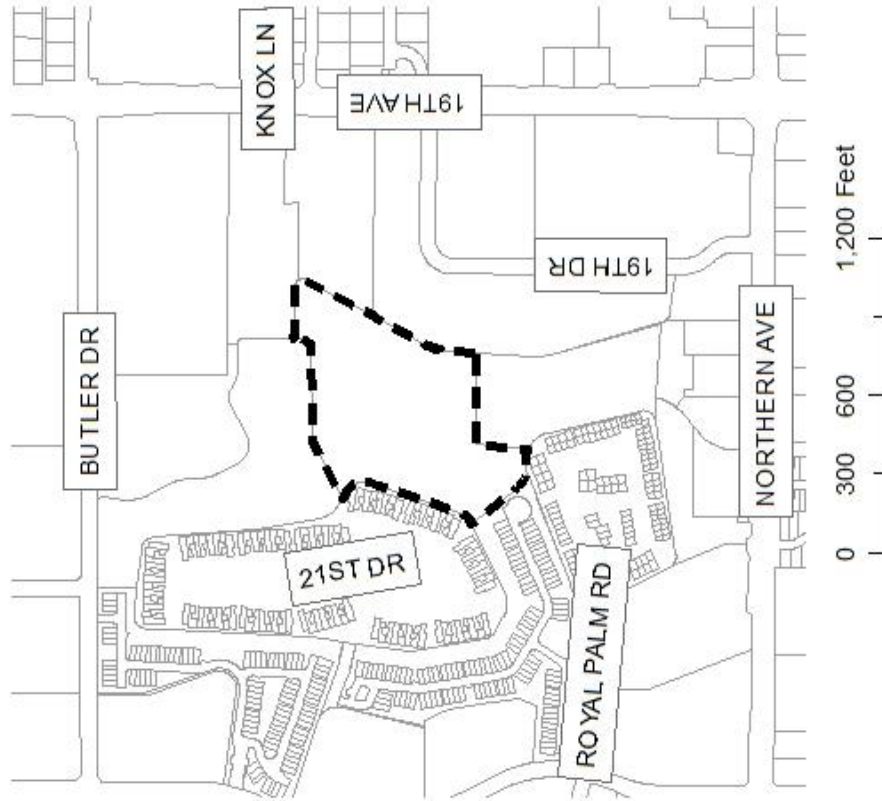 KNOX LN
19TH AVE
19TH DR
BUTLER DR
21ST DR
ROYAL PALM RD
NORTHERN AVE
0 300 600 1,200 Feet